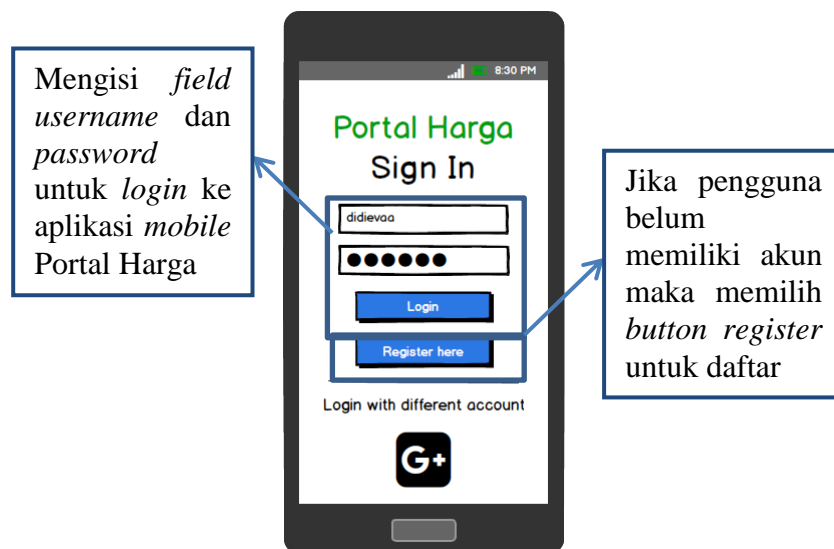 Mengisi field
username dan
password
untuk login ke
aplikasi mobile
Portal Harga
8:30 PM
Portal Harga
Sign In
didievaa
●●●●●●
Login
Register here
Login with different account
G+
Jika pengguna
belum
memiliki akun
maka memilih
button register
untuk daftar